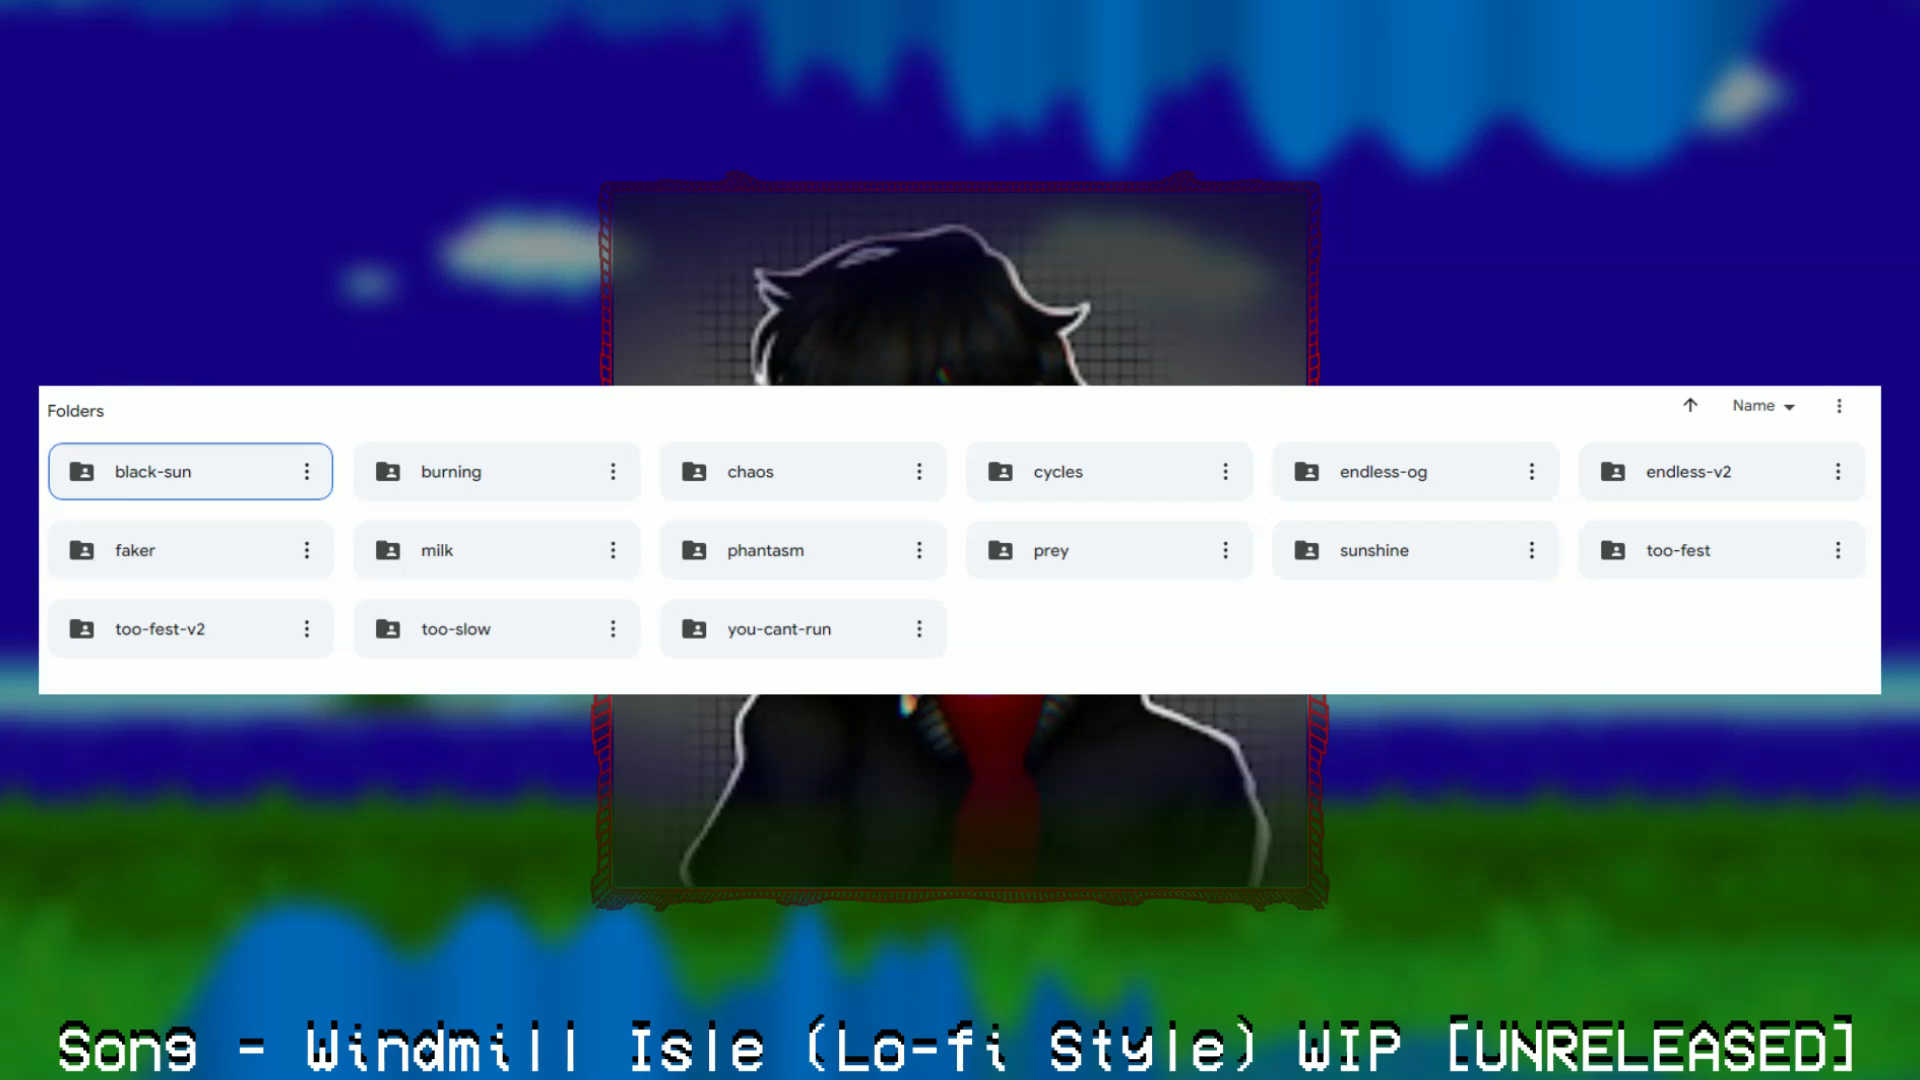 Folders
Name
black-sun
burning
chaos
cycles
endless-og
endless-v2
faker
milk
phantasm
prey
sunshine
too-fest
too-fest-v2
too-slow
you-cant-run
Song - Windmill Isle (Lo-fi Style) WIP [UNRELEASED]